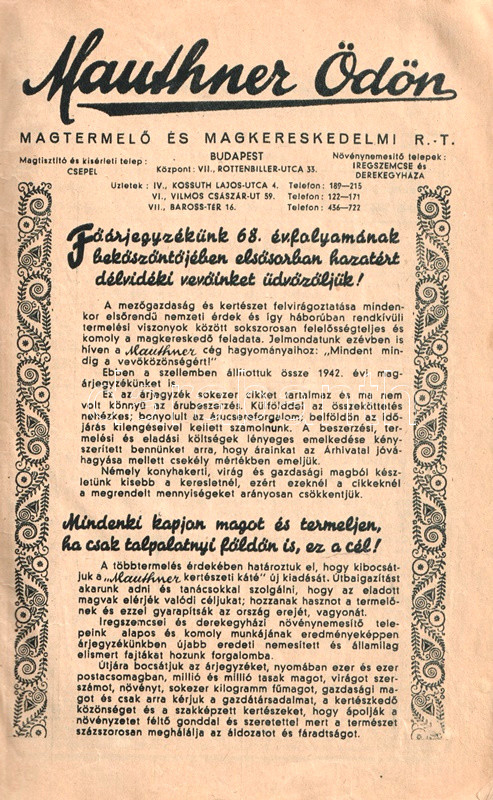 Mauthner Ödön
MAGTERMELŐ ÉS MAGKERESKEDELMI R.-T.
Magtisztító és kisérleti telep:
CSEPEL
BUDAPEST
Központ: VII., ROTTENBILLER-UTCA 33.
Növénynemesítő telepek:
IREGSZEMCSE és
DEREKEGYHÁZA
Üzletek: IV., KOSSUTH LAJOS-UTCA 4. Telefon: 189—215
VI., VILMOS CSÁSZÁR-UT 59. Telefon: 122—171
VII., BAROSS-TÉR 16. Telefon: 436—722
Főárjegyzékünk 68. évfolyamának
beköszöntőjében elsősorban hazatért
délvidéki vevőinket üdvözöljük!
A mezőgazdaság és kertészet felvirágoztatása minden-
kor elsőrendű nemzeti érdek és így háborúban rendkívüli
termelési viszonyok között sokszorosan felelősségteljes és
komoly a magkereskedő feladata. Jelmondatunk ezévben is
híven a Mauthner cég hagyományaihoz: „Mindent min-
dig a vevőközönségért!"
Ebben a szellemben állítottuk össze 1942. évi mag-
árjegyzékünket is.
Ez az árjegyzék sokezer cikket tartalmaz és ma nem
volt könnyű az árubeszerzés. Külfölddel az összeköttetés
nehézkes, bonyolult az árucsereforgalom, belföldön az idő-
járás kilengéseivel kellett számolnunk. A beszerzési, ter-
melési és eladási költségek lényeges emelkedése kény-
szerített bennünket arra, hogy árainkat az Árhivatal jóvá-
hagyása mellett csekély mértékben emeljük.
Némely konyhakerti, virág és gazdasági magból kész-
letünk kisebb a keresletnél, ezért ezeknél a cikkeknél
a megrendelt mennyiségeket arányosan csökkentjük.
Mindenki kapjon magot és termeljen,
ha csak talpalatnyi földön is, ez a cél!
A többtermelés érdekében határoztuk el, hogy kibocsát-
juk a „Mauthner kertészeti káté" új kiadását. Útbaigazítást
akarunk adni és tanácsokkal szolgálni, hogy az eladott
magvak elérjék valódi céljukat; hozzanak hasznot a termelő-
nek és ezzel gyarapítsák az ország erejét, vagyonát.
Iregszemcsei és derekegyházi növénynemesítő tele-
peink alapos és komoly munkájának eredményeképpen
árjegyzékünkben újabb eredeti nemesített és államilag
elismert fajtákat hozunk forgalomba.
Útjára bocsátjuk az árjegyzéket, nyomában ezer és ezer
postacsomagban, millió és millió tasak magot, virágot szer-
számot, növényt, sokezer kilogramm fűmagot, gazdasági ma-
got és csak arra kérjük a gazdatársadalmat, a kertészkedő
közönséget és a szakképzett kertészeket, hogy ápolják a
növényzetet féltő gonddal és szeretettel mert a természet
százszorosan meghálálja az áldozatot és fáradtságot.